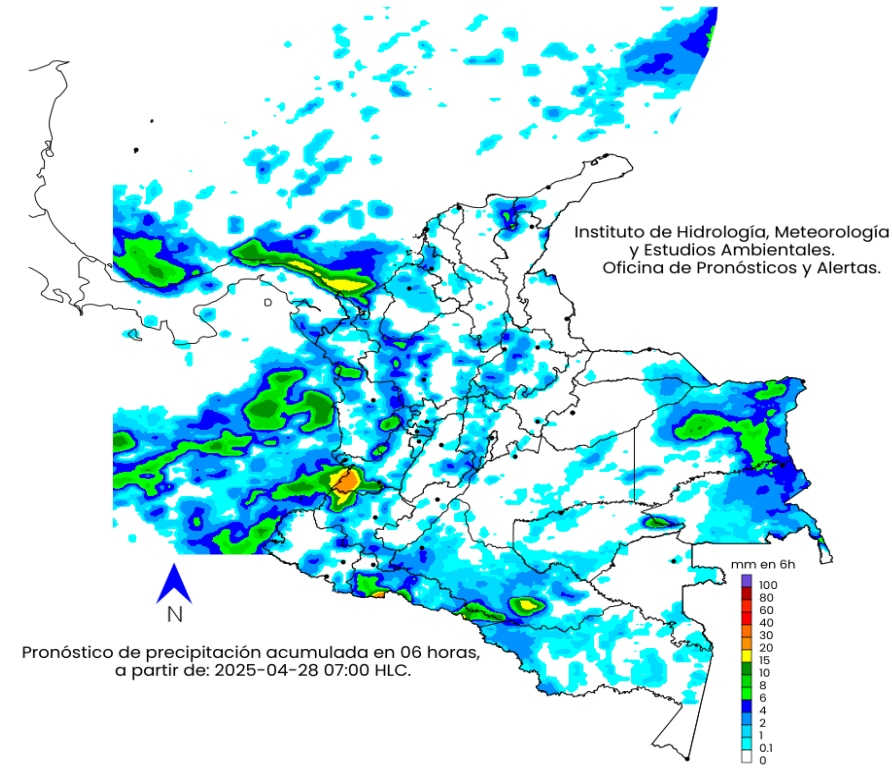 Instituto de Hidrología, Meteorología
y Estudios Ambientales.
Oficina de Pronósticos y Alertas.
mm en 6h
100
80
60
40
30
20
15
10
8
6
4
2
1
0.1
0
N
Pronóstico de precipitación acumulada en 06 horas,
a partir de: 2025-04-28 07:00 HLC.